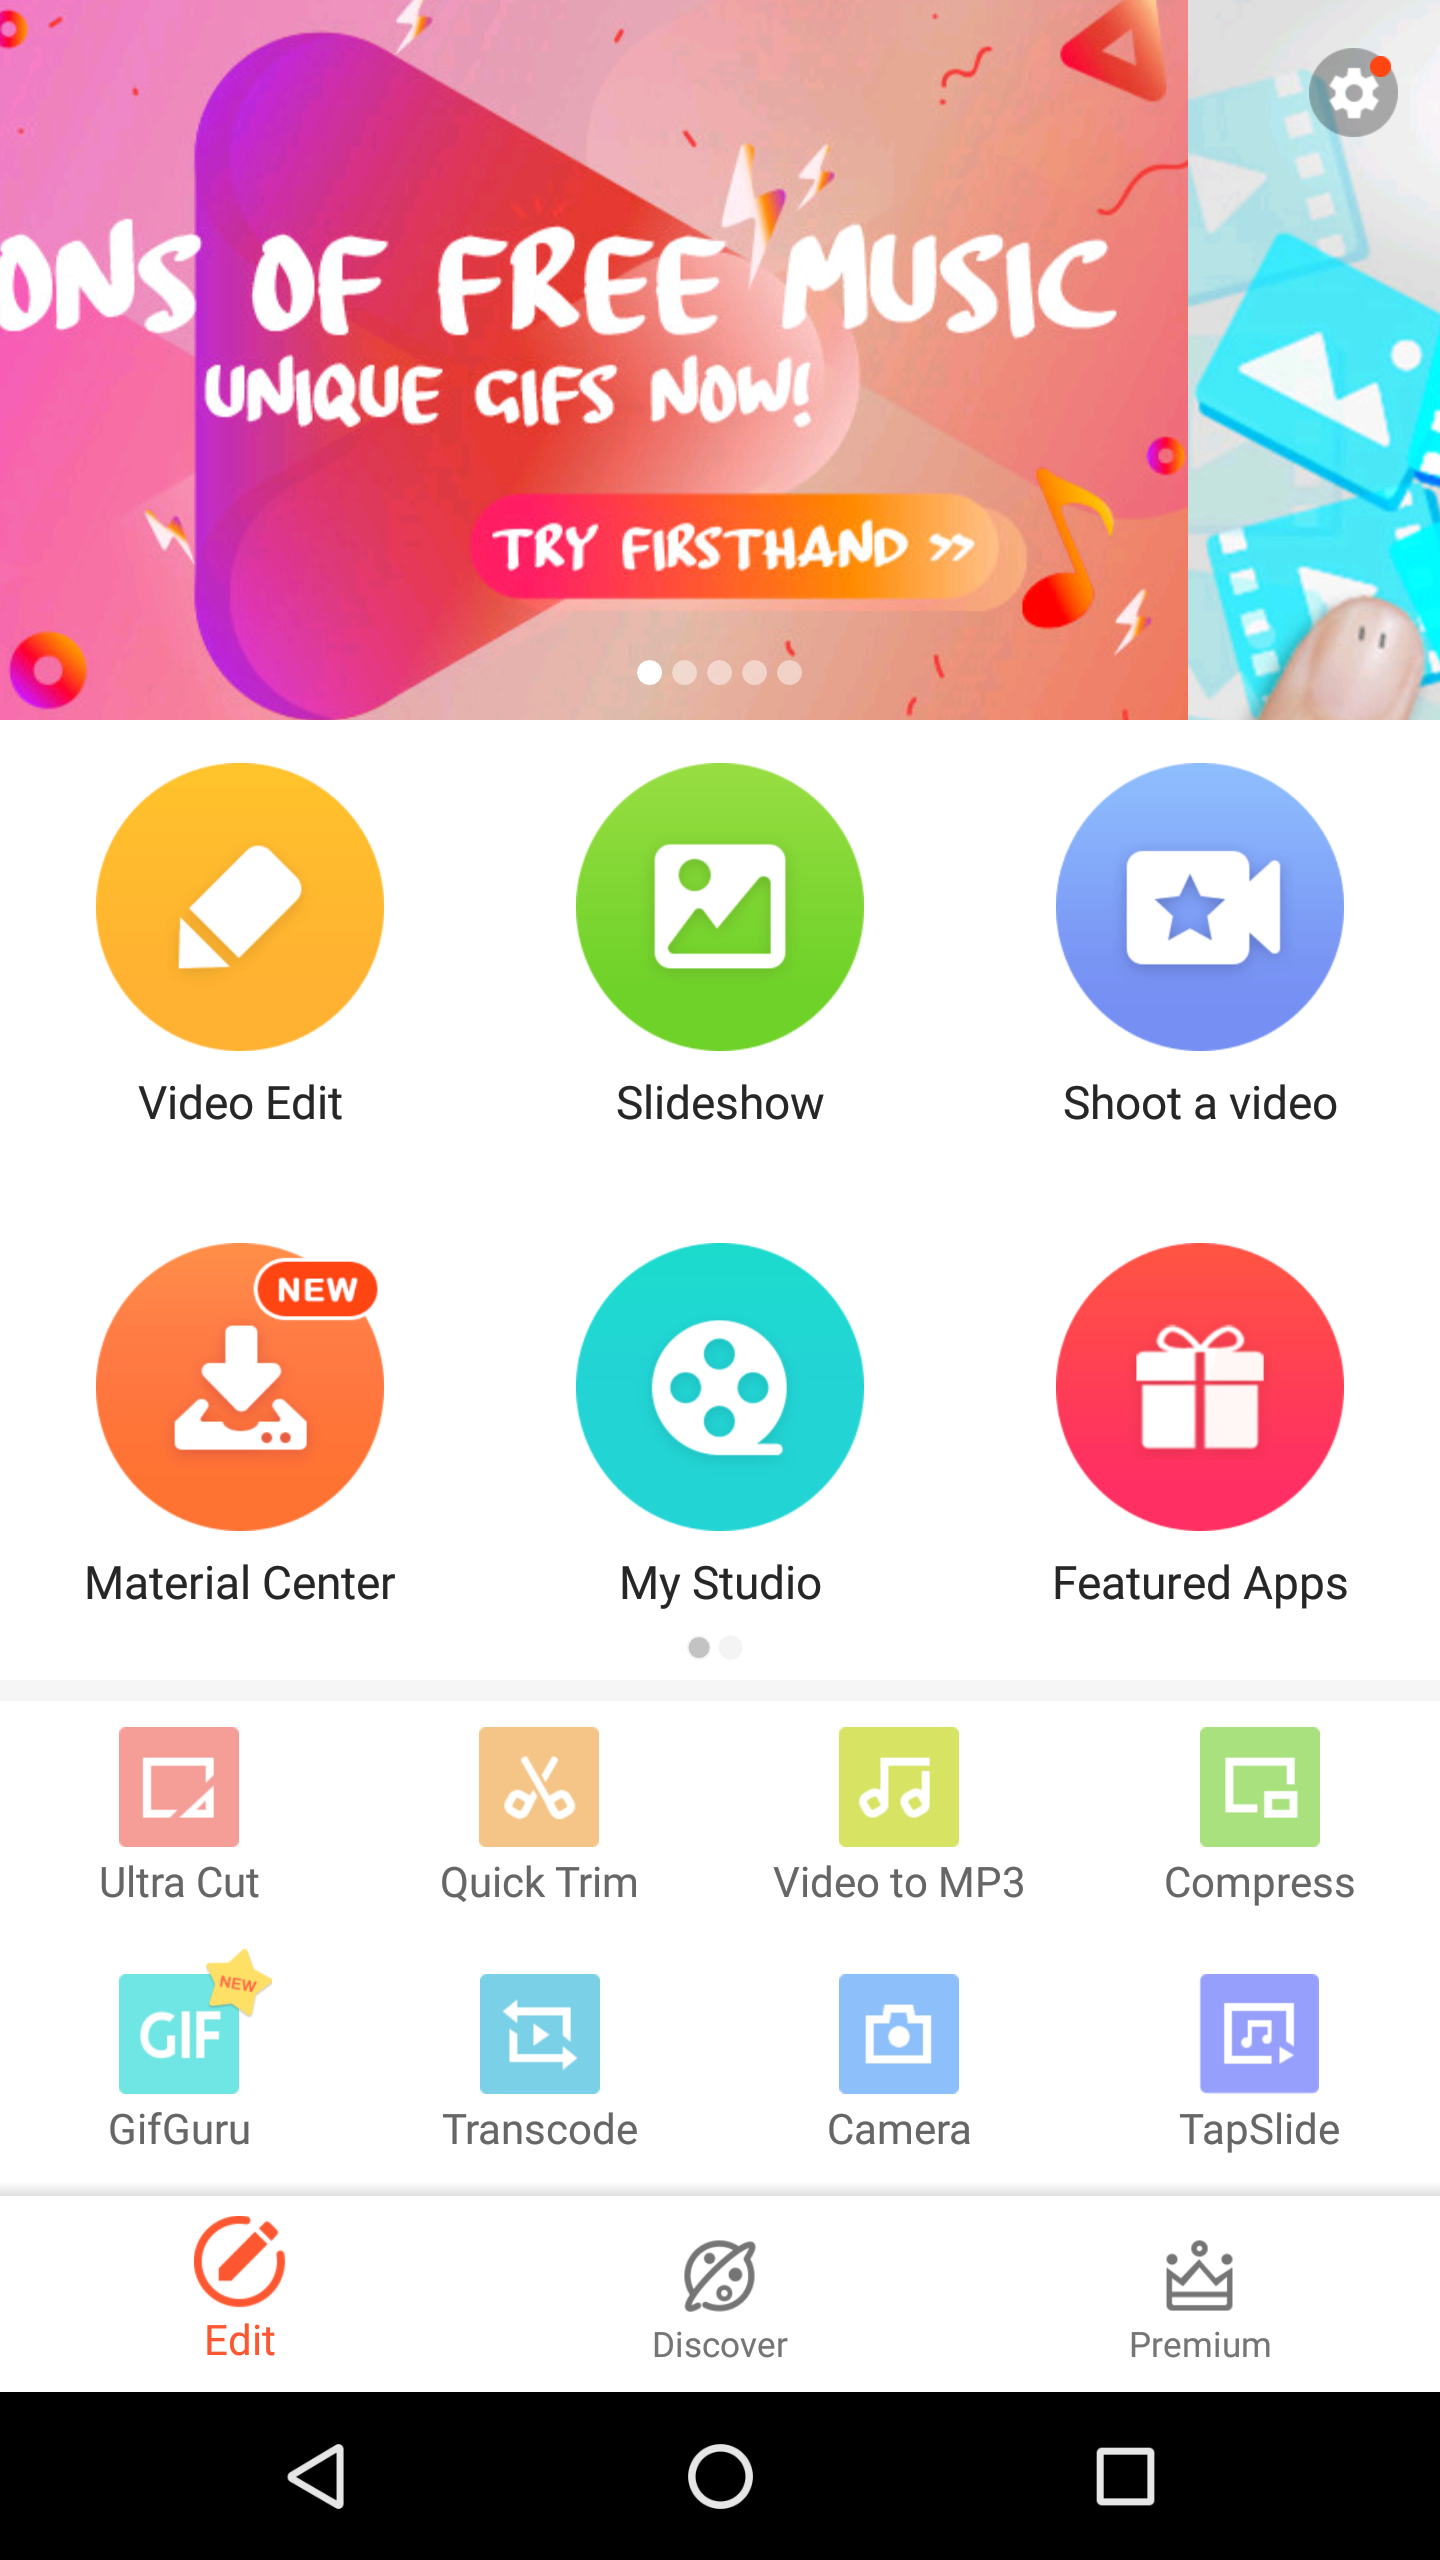 ONS OF FREE MUSIC
UNIQUE GIFS NOW!
TRY FIRSTHAND >>
Video Edit
Slideshow
Shoot a video
NEW
Material Center
My Studio
Featured Apps
Ultra Cut
Quick Trim
Video to MP3
Compress
NEW
GIF
GifGuru
Transcode
Camera
TapSlide
Edit
Discover
Premium